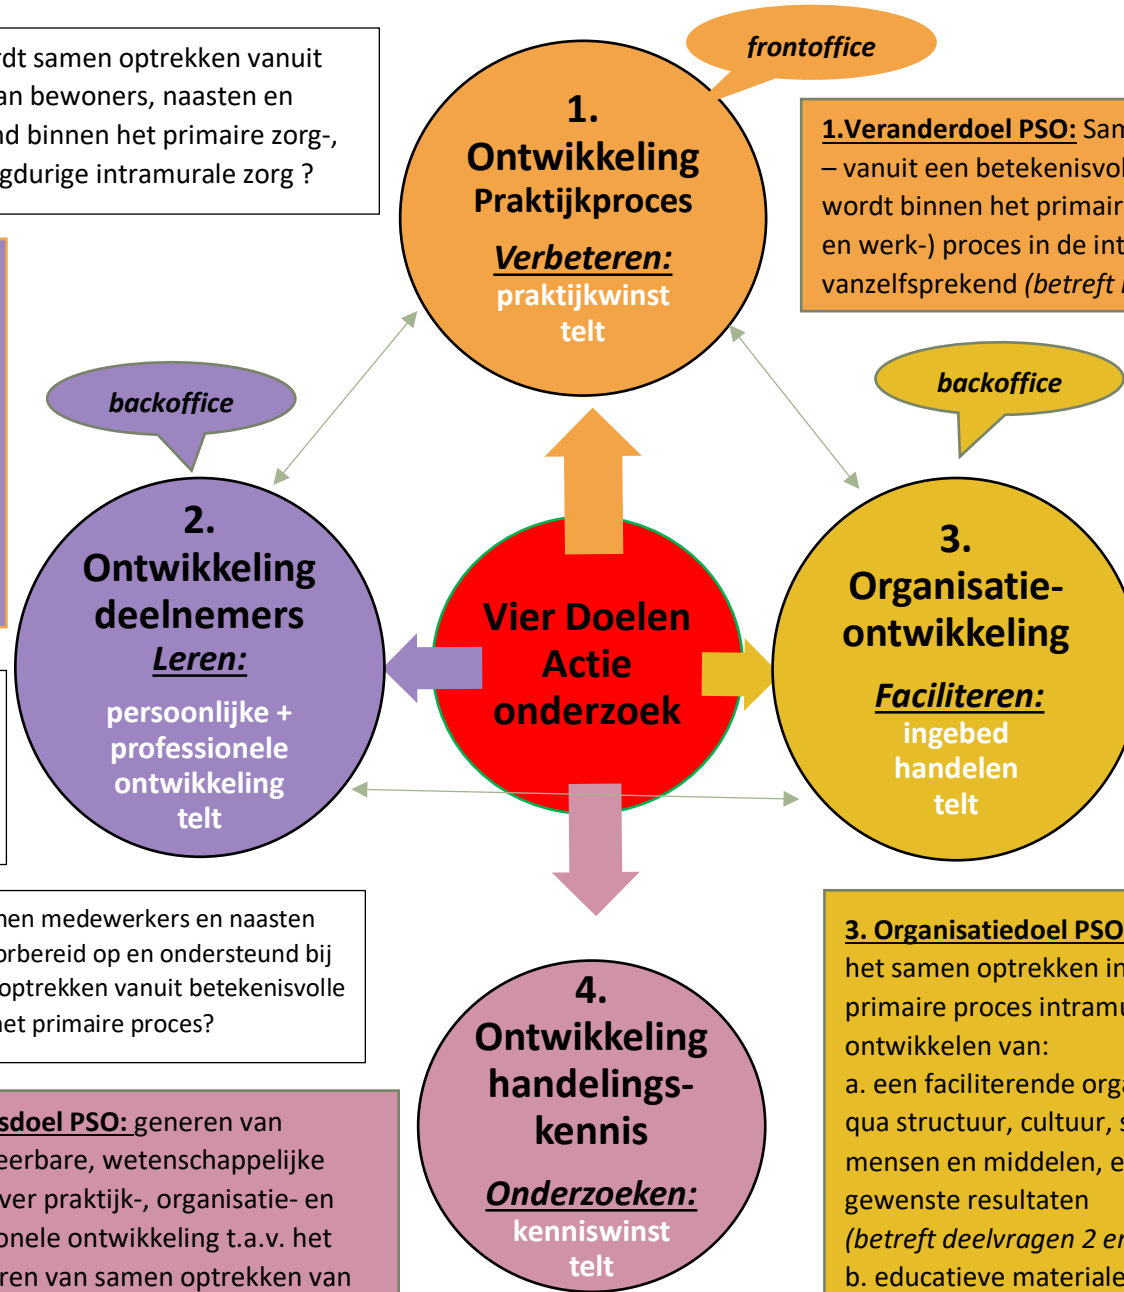 frontoffice
rdt samen optrekken vanuit
an bewoners, naasten en
nd binnen het primaire zorg-,
gdurige intramurale zorg ?
1.
Ontwikkeling
Praktijkproces
Verbeteren:
praktijkwinst
telt
1.Veranderdoel PSO: Sam
– vanuit een betekenisvol
wordt binnen het primair
en werk-) proces in de int
vanzelfsprekend (betreft
backoffice
backoffice
2.
Ontwikkeling
deelnemers
Leren:
persoonlijke +
professionele
ontwikkeling
telt
Vier Doelen
Actie
onderzoek
3.
Organisatie-
ontwikkeling
Faciliteren:
ingebed
handelen
telt
nen medewerkers en naasten
orbereid op en ondersteund bij
optrekken vanuit betekenisvolle
net primaire proces?
4.
Ontwikkeling
handelings-
kennis
Onderzoeken:
kenniswinst
telt
3. Organisatiedoel PSO
het samen optrekken in
primaire proces intramu
ontwikkelen van:
a. een faciliterende orga
qua structuur, cultuur, s
mensen en middelen, e
gewenste resultaten
(betreft deelvragen 2 er
b. educatieve materiale
sdoel PSO: generen van
eerbare, wetenschappelijke
ver praktijk-, organisatie- en
onele ontwikkeling t.a.v. het
ren van samen optrekken van